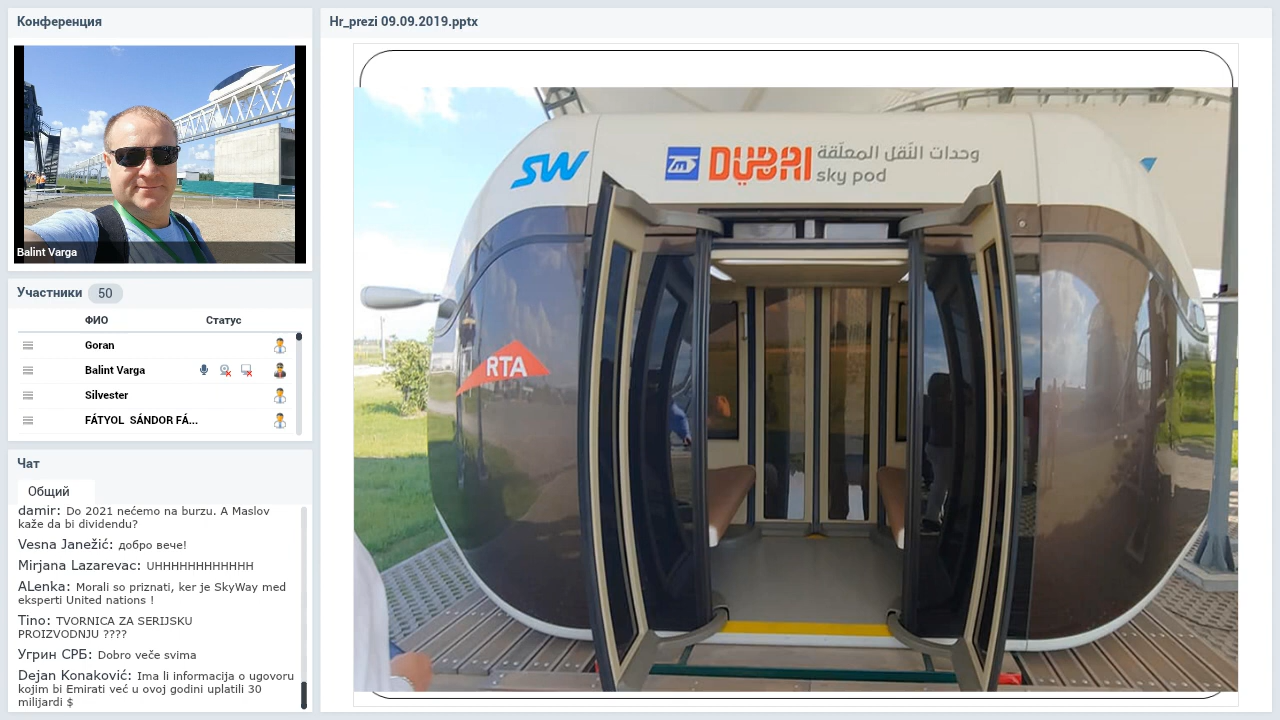 Конференция
Balint Varga
Участники 50
ФИО Статус
Goran
Balint Varga
Silvester
FÁTYOL SÁNDOR FÁ...
Чат
Общий
damir: Do 2021 nećemo na burzu. A Maslov
kaže da bi dividendu?
Vesna Janežić: добро вече!
Mirjana Lazarevac: UHHHHHHHHHHHH
ALenka: Morali so priznati, ker je SkyWay med
eksperti United nations !
Tino: TVORNICA ZA SERIJSKU
PROIZVODNJU ????
Угрин СРБ: Dobro veče svima
Dejan Konaković: Ima li informacija o ugovoru
kojim bi Emirati već u ovoj godini uplatili 30
milijardi $
Hr_prezi 09.09.2019.pptx
SW
DUBAI
وحدات النقل المعلقة
sky pod
RTA